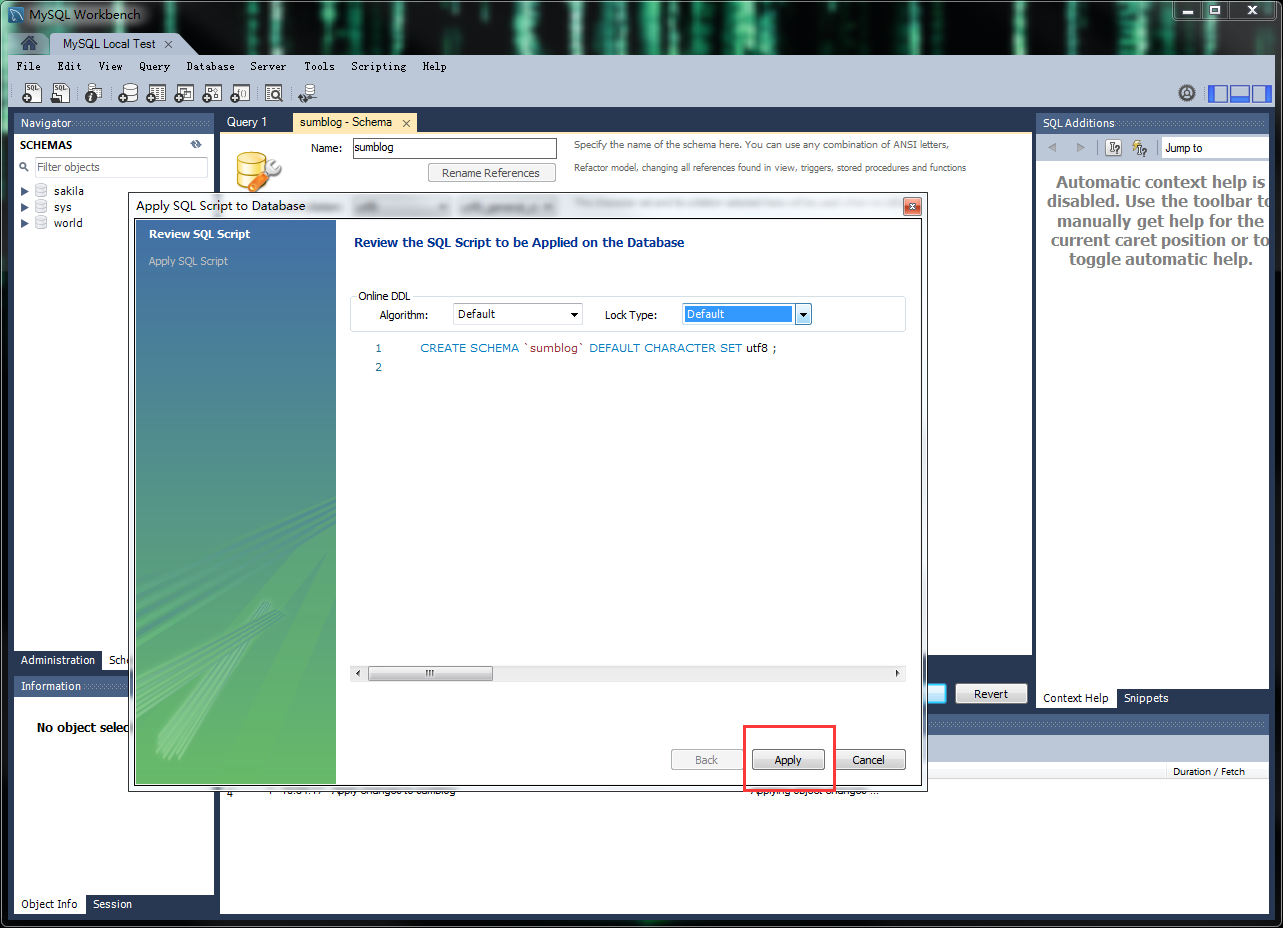 MySQL Workbench
MySQL Local Test
File Edit View Query Database Server Tools Scripting Help
Navigator
SCHEMAS
Filter objects
sakila
sys
world
Query 1
sumblog - Schema
Name: sumblog
Specify the name of the schema here. You can use any combination of ANSI letters,
Rename References
Refactor model, changing all references found in view, triggers, stored procedures and functions
SQL Additions
Jump to
Automatic context help is
disabled. Use the toolbar to
manually get help for the
current caret position or to
toggle automatic help.
Apply SQL Script to Database
Review SQL Script
Apply SQL Script
Review the SQL Script to be Applied on the Database
Online DDL
Algorithm: Default Lock Type: Default
1 CREATE SCHEMA `sumblog` DEFAULT CHARACTER SET utf8 ;
2
Back Apply Cancel
Administration
Sche
Information
No object selec
Revert
Context Help Snippets
Duration / Fetch
4 Apply changes to sumblog Applying object changes ...
Object Info Session